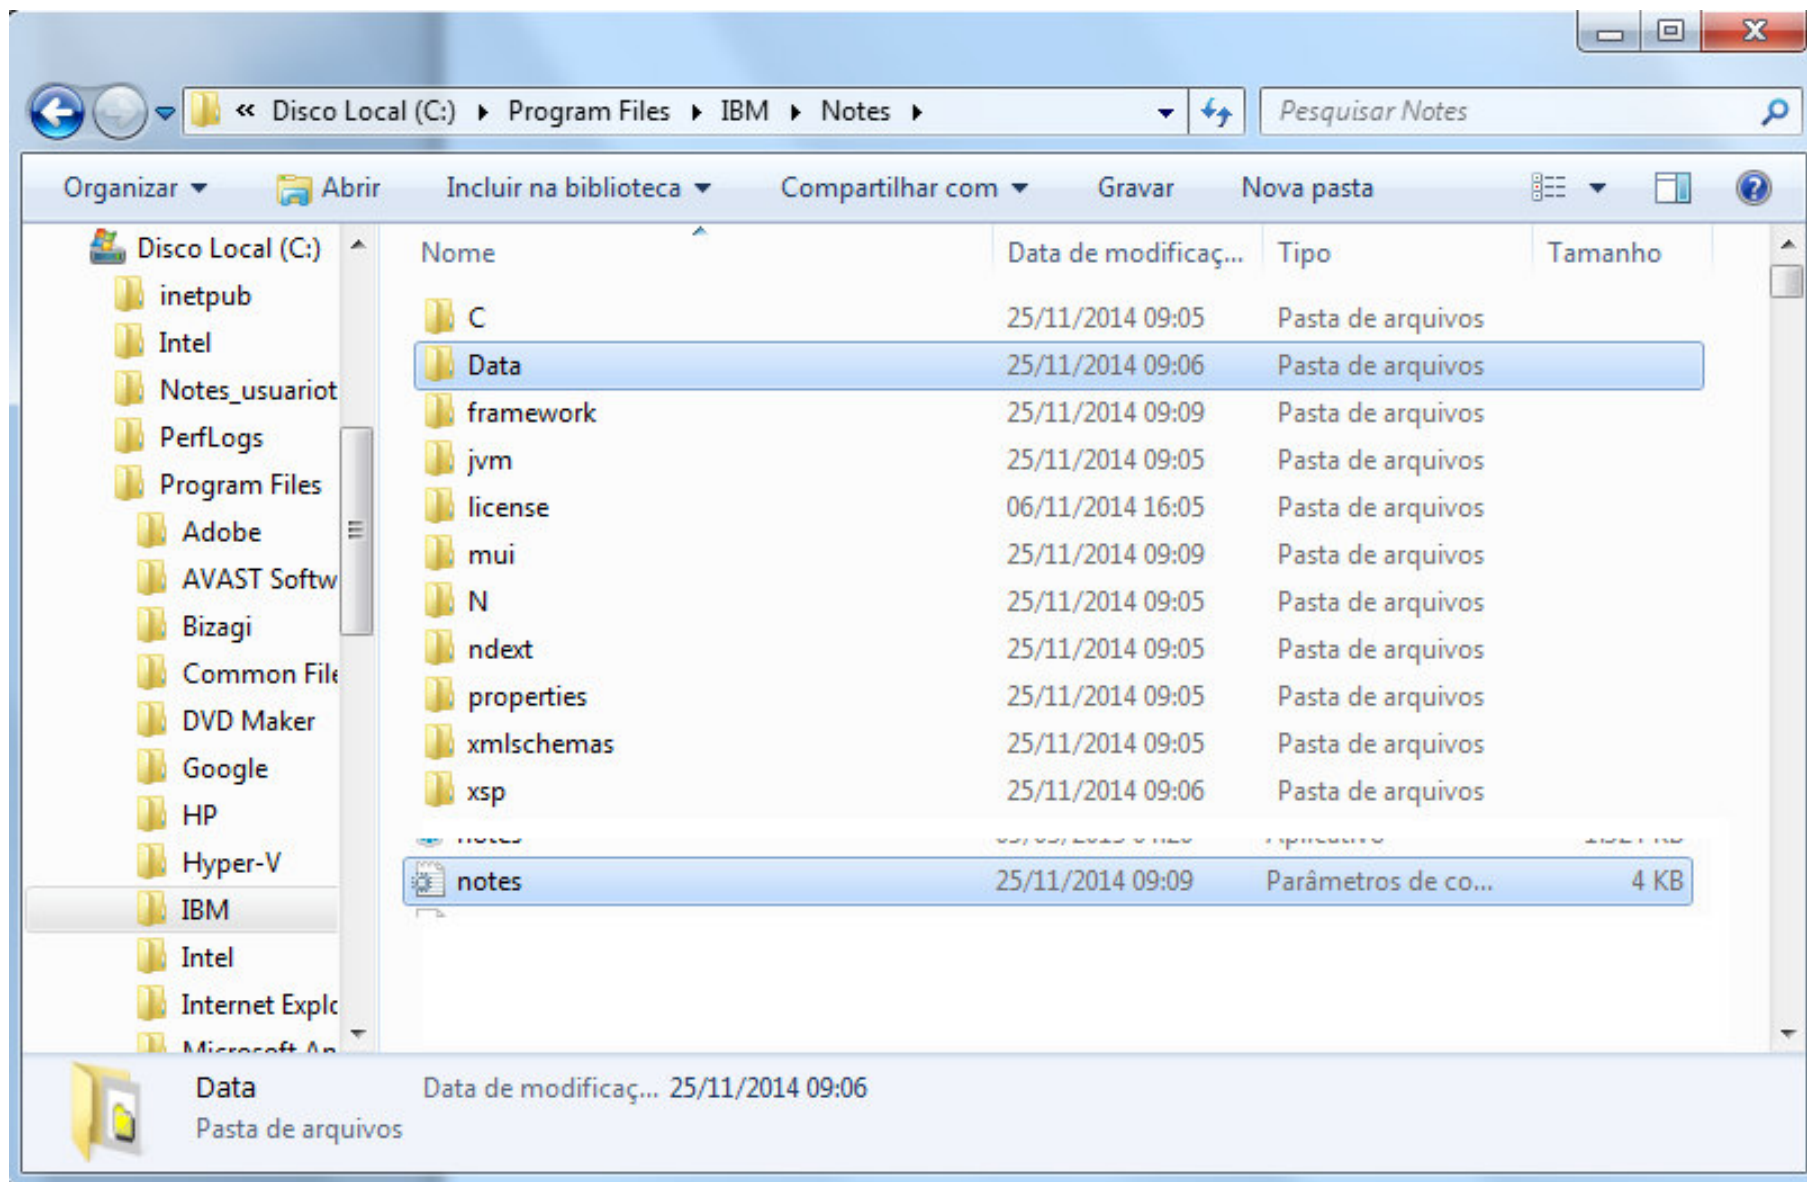 « Disco Local (C:) ▸ Program Files ▸ IBM ▸ Notes ▸
Pesquisar Notes
Organizar Abrir Incluir na biblioteca Compartilhar com Gravar Nova pasta
Disco Local (C:)
inetpub
Intel
Notes_usuariot
PerfLogs
Program Files
Adobe
AVAST Softw
Bizagi
Common File
DVD Maker
Google
HP
Hyper-V
IBM
Intel
Internet Explo
Microsoft An
Nome Data de modificaç... Tipo Tamanho
C 25/11/2014 09:05 Pasta de arquivos
Data 25/11/2014 09:06 Pasta de arquivos
framework 25/11/2014 09:09 Pasta de arquivos
jvm 25/11/2014 09:05 Pasta de arquivos
license 06/11/2014 16:05 Pasta de arquivos
mui 25/11/2014 09:09 Pasta de arquivos
N 25/11/2014 09:05 Pasta de arquivos
ndext 25/11/2014 09:05 Pasta de arquivos
properties 25/11/2014 09:05 Pasta de arquivos
xmlschemas 25/11/2014 09:05 Pasta de arquivos
xsp 25/11/2014 09:06 Pasta de arquivos
notes Aplicativo
notes 25/11/2014 09:09 Parâmetros de co... 4 KB
Data Data de modificaç... 25/11/2014 09:06
Pasta de arquivos